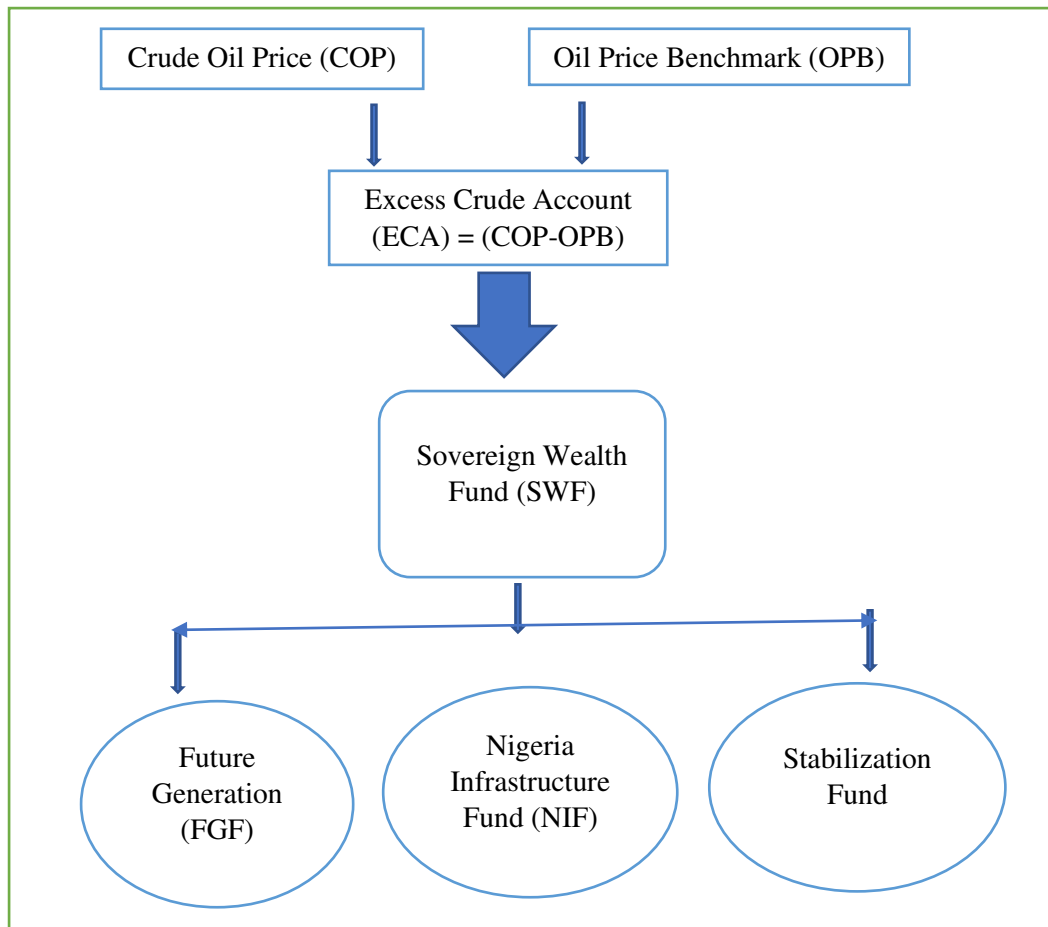 Crude Oil Price (COP)
Oil Price Benchmark (OPB)
Excess Crude Account
(ECA) = (COP-OPB)
Sovereign Wealth
Fund (SWF)
Future
Generation
(FGF)
Nigeria
Infrastructure
Fund (NIF)
Stabilization
Fund